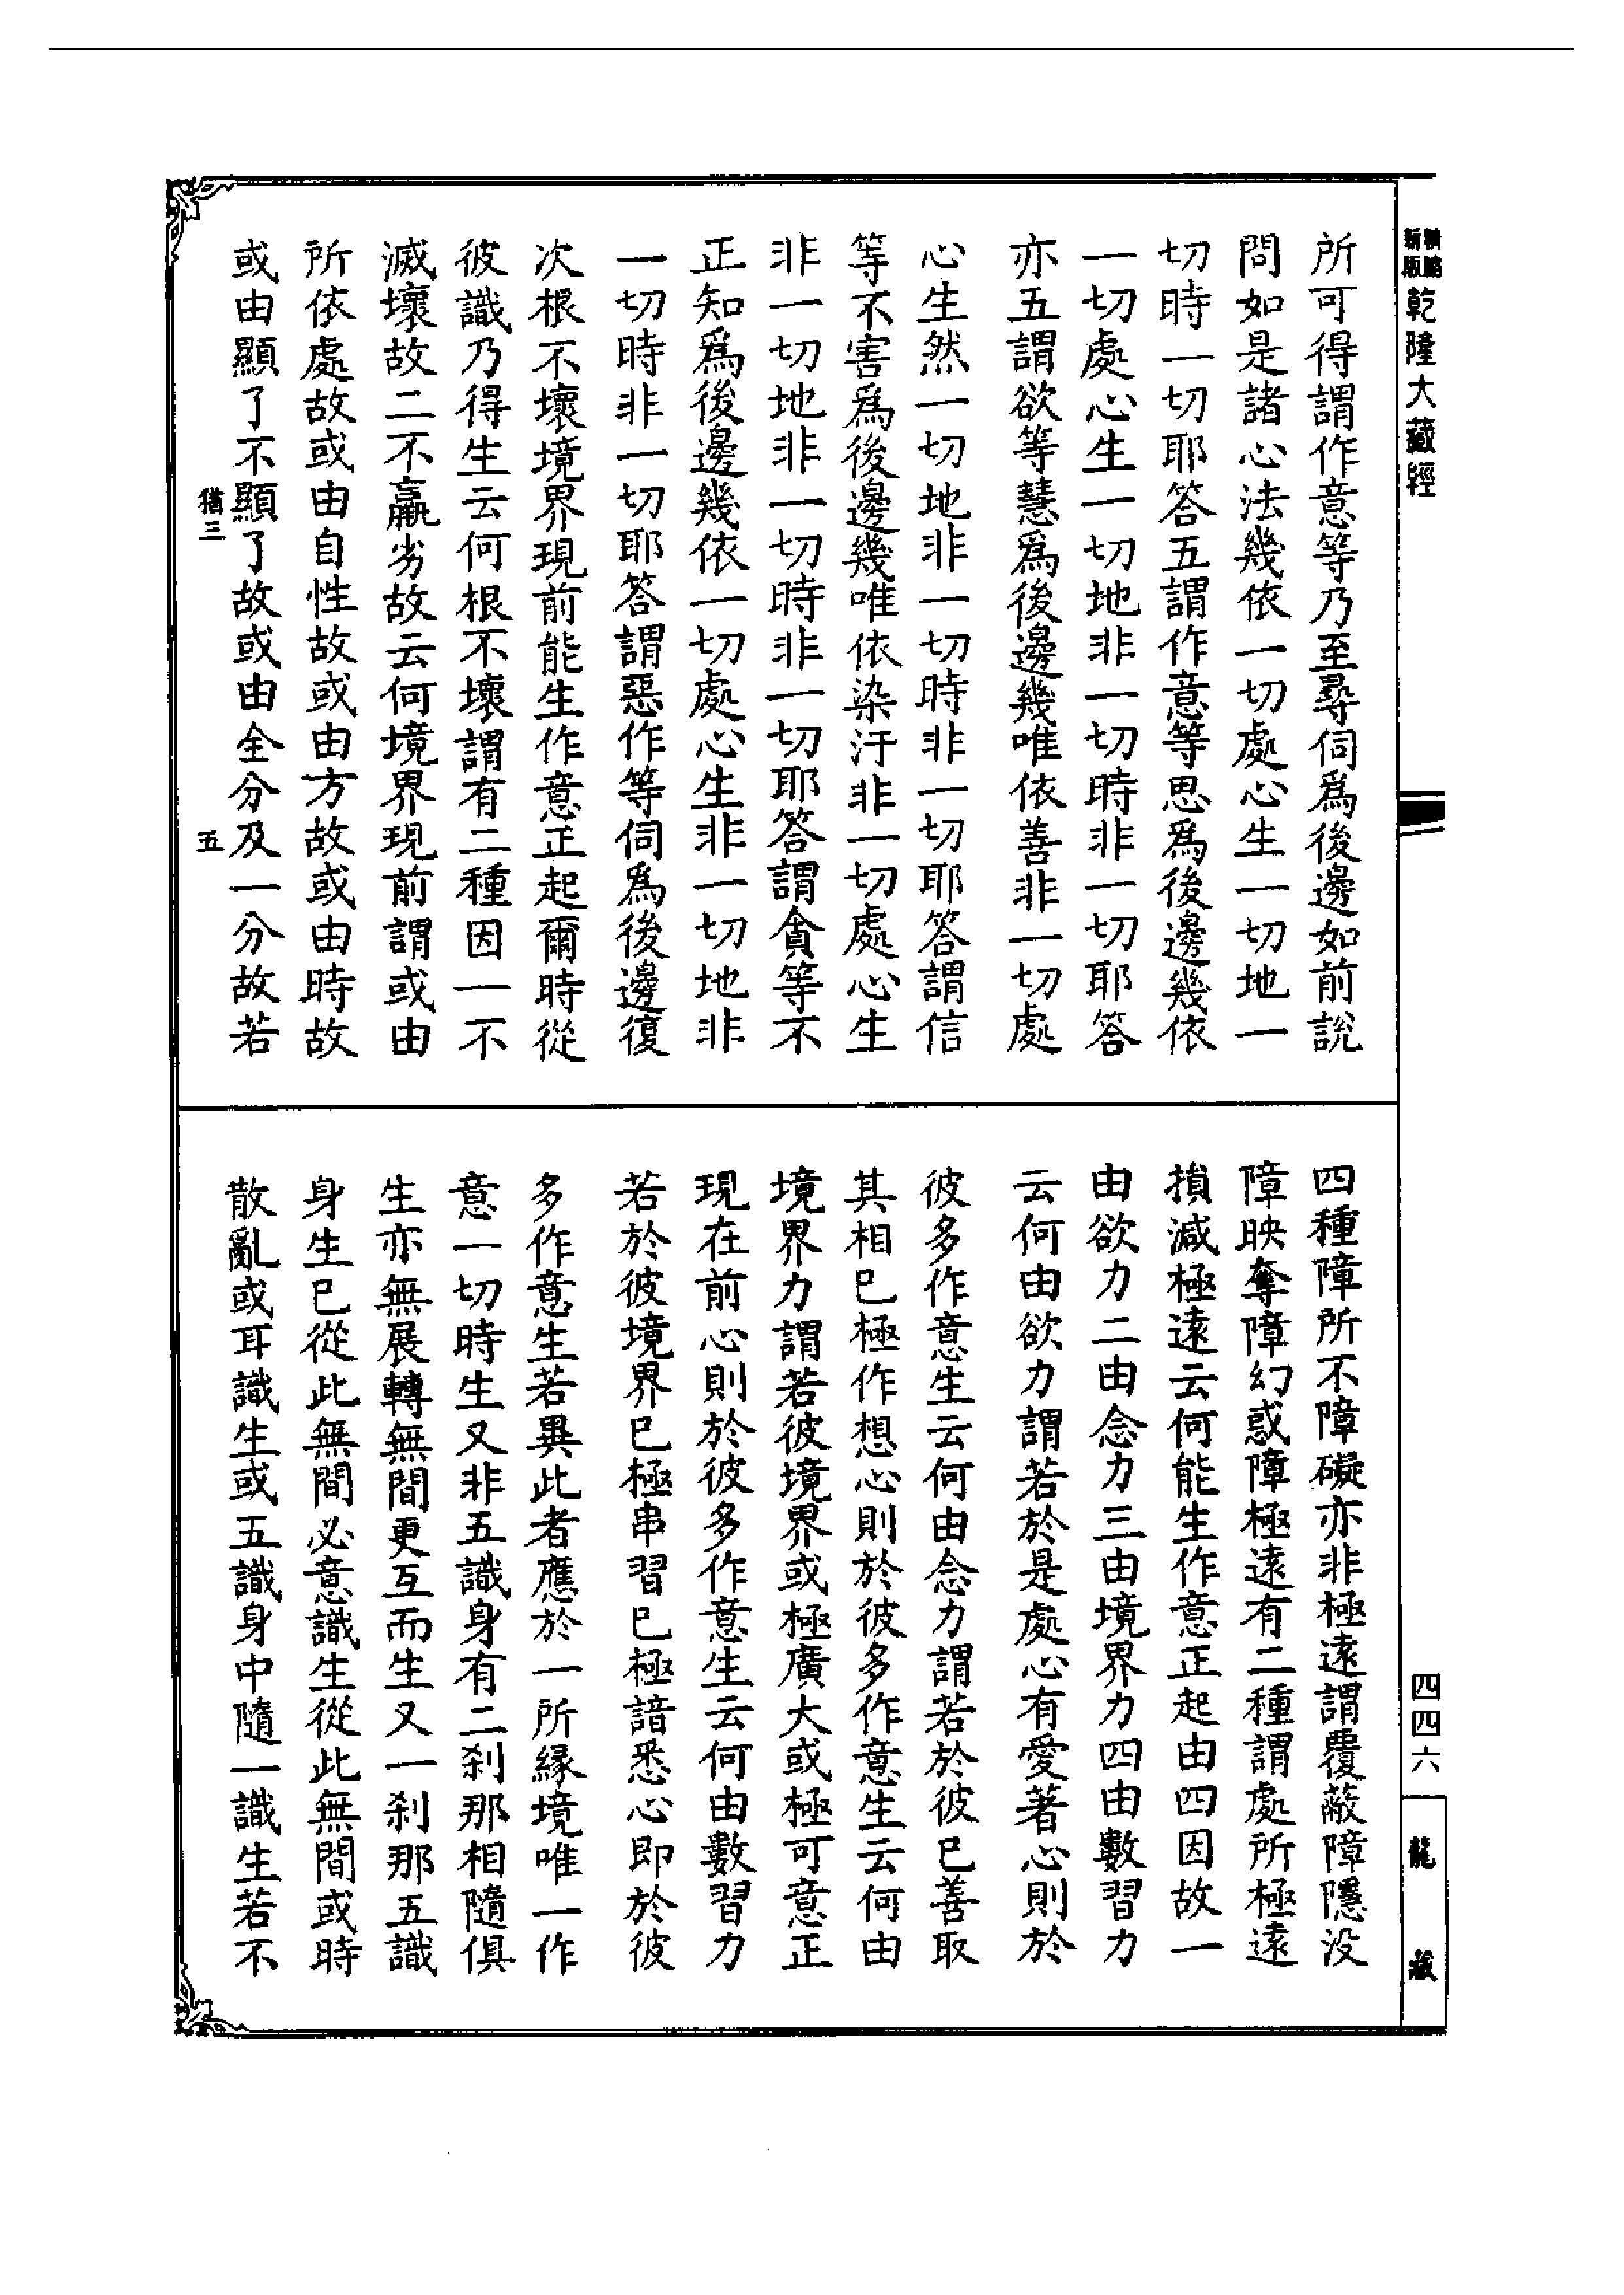 新版乾隆大藏經
所可得謂作意等乃至尋伺爲後邊如前說
問如是諸心法幾依一切處心生一切地一
切時一切耶答五謂作意等思爲後邊幾依
一切處心生一切地非一切時非一切耶答
亦五謂欲等慧爲後邊幾唯依善非一切處
心生然一切地非一切時非一切耶答謂信
等不害爲後邊幾唯依染汙非一切處心生
非一切地非一切時非一切耶答謂貪等不
正知爲後邊幾依一切處心生非一切地非
一切時非一切耶答謂惡作等伺爲後邊復
次根不壞境界現前能生作意正起爾時從
彼識乃得生云何根不壞謂有二種因一不
滅壞故二不羸劣故云何境界現前謂或由
所依處故或由自性故或由方故或由時故
或由顯了不顯了故或由全分及一分故若
猶三 五
四種障所不障礙亦非極遠謂覆蔽障隱没
障映奪障幻惑障極遠有二種謂處所極遠
損減極遠云何能生作意正起由四因故一
由欲力二由念力三由境界力四由數習力
云何由欲力謂若於是處心有愛著心則於
彼多作意生云何由念力謂若於彼已善取
其相已極作想心則於彼多作意生云何由
境界力謂若彼境界或極廣大或極可意正
現在前心則於彼多作意生云何由數習力
若於彼境界已極串習已極諳悉心即於彼
多作意生若異此者應於一所緣境唯一作
意一切時生又非五識身有二刹那相隨俱
生亦無展轉無間更互而生又一刹那五識
身生已從此無間必意識生從此無間或時
散亂或耳識生或五識身中隨一識生若不
四四六
龍藏